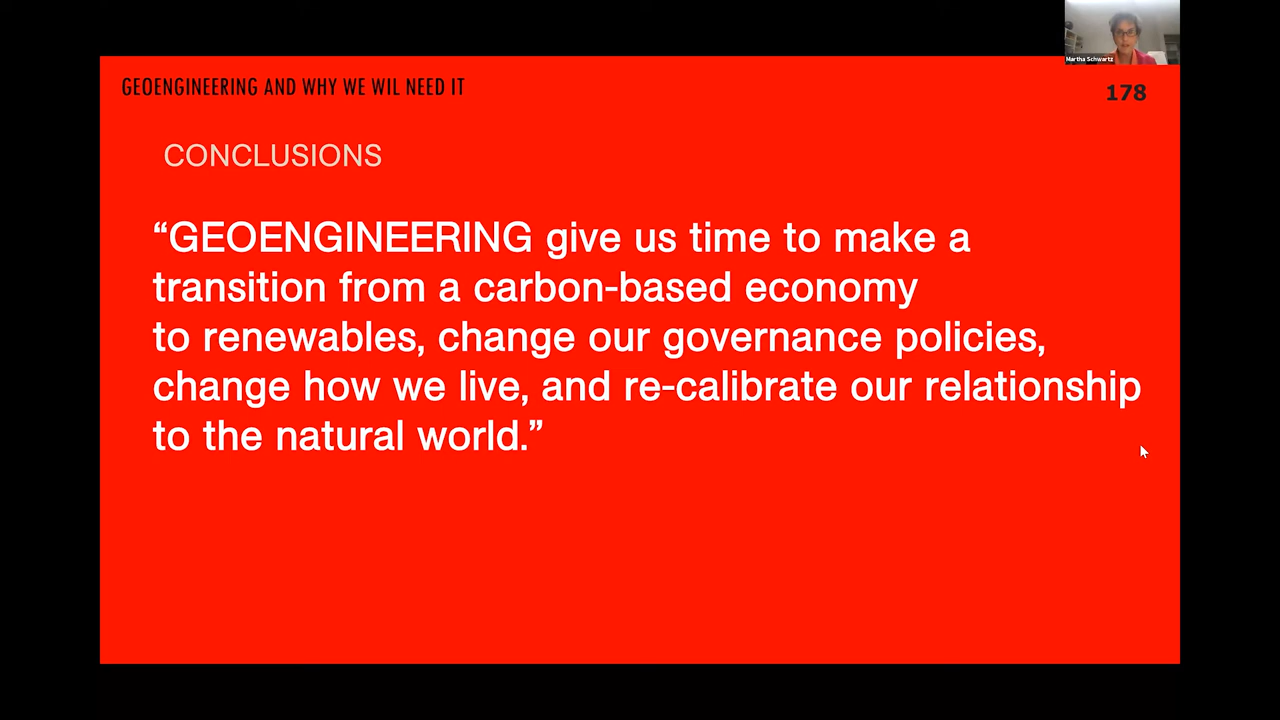 Martha Schwartz
GEOENGINEERING AND WHY WE WIL NEED IT
178
CONCLUSIONS
“GEOENGINEERING give us time to make a
transition from a carbon-based economy
to renewables, change our governance policies,
change how we live, and re-calibrate our relationship
to the natural world.”